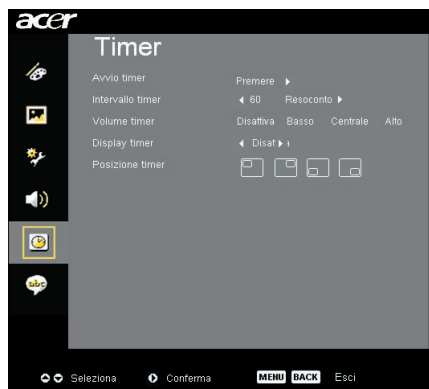 acer
Timer
Avvio timer Premere
Intervallo timer 60 Resoconto
Volume timer Disattiva Basso Centrale Alto
Display timer Disat
Posizione timer
abc
Seleziona Conferma MENU BACK Esci